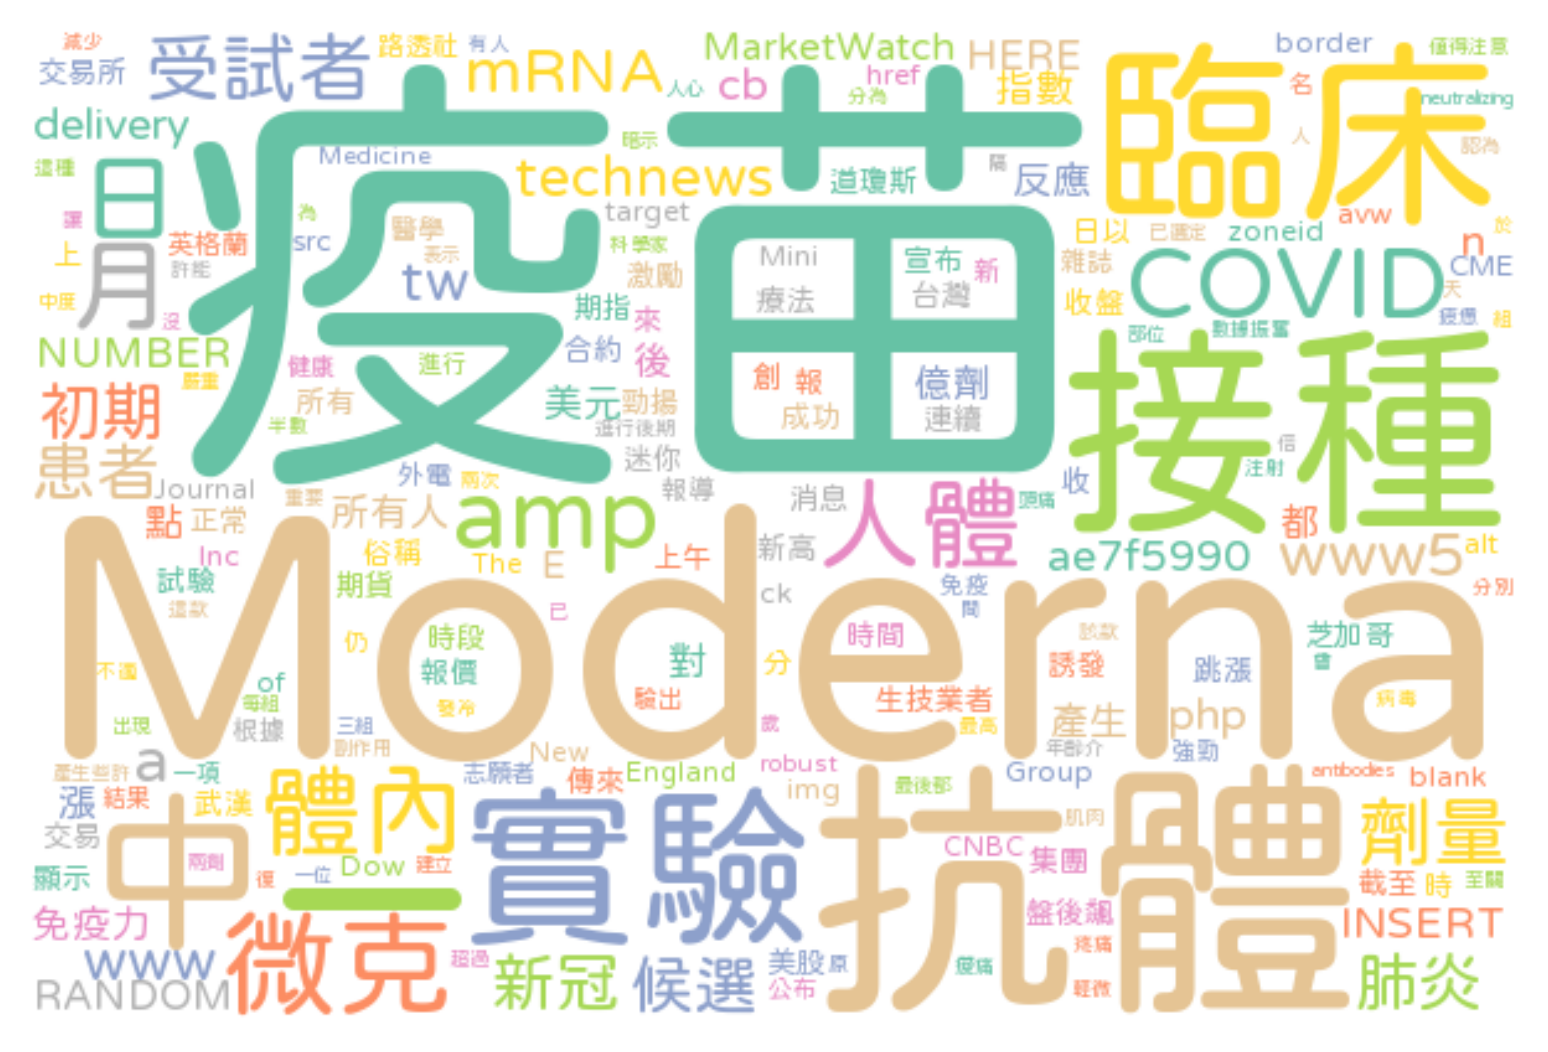 減少
有人
路透社
MarketWatch
HERE
border
值得注意
交易所
受試者
mRNA
人心
cb
href
分為
指數
名
neutralizing
臨床
delivery
疫苗
暗示
人
認為
這種
日
Medicine
technews
道瓊斯
隔
反應
讓
為
target
avw
上
英格蘭
src
醫學
科學家
Mini
宣布
新
日以
已選定
zoneid
n
於
月
許能
表示
tw
激勵
療法
台灣
雜誌
COVID
CME
天
中度
沒
期指
來
收盤
部位
數據振奮
疲憊
組
NUMBER
健康
進行
合約
後
嚴重
創
報
億劑
接種
初期
所有
美元
勁揚
成功
連續
半數
進行後期
患者
Journal
外電
兩次
迷你
信
注射
重要
所有人
amp
報導
消息
人體
頭痛
收
點
正常
都
Inc
俗稱
The
E
上午
新高
ae7f5990
www5
alt
試驗
期貨
ck
免疫
間
分別
這款
已
Moderna
仍
時段
對
分
時間
該款
芝加哥
不適
報價
誘發
跳漲
曾
of
每組
發冷
驗出
生技業者
病毒
出現
根據
三組
歲
最高
產生
php
副作用
New
年齡介
強勁
產生些許
a
一項
志願者
傳來
England
robust
img
最後都
Group
antibodies
blank
漲
結果
武漢
體內
實驗
抗體
肌肉
劑量
交易
中
兩劑
CNBC
集團
顯示
復
一位
Dow
建立
截至
時
至關
免疫力
一
微克
盤後飆
INSERT
www
超過
新冠
候選
美股
原
痠痛
疼痛
肺炎
RANDOM
公布
輕微